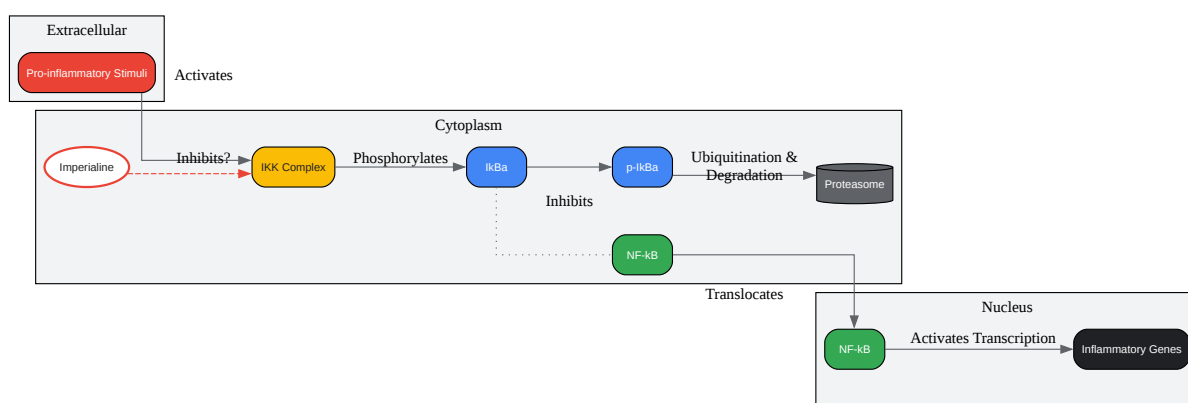 Extracellular
Pro-inflammatory Stimuli
Activates
Cytoplasm
Imperialine
Inhibits?
IKK Complex
Phosphorylates
IkBa
p-IkBa
Ubiquitination &
Degradation
Proteasome
Inhibits
NF-kB
Translocates
Nucleus
NF-kB
Activates Transcription
Inflammatory Genes